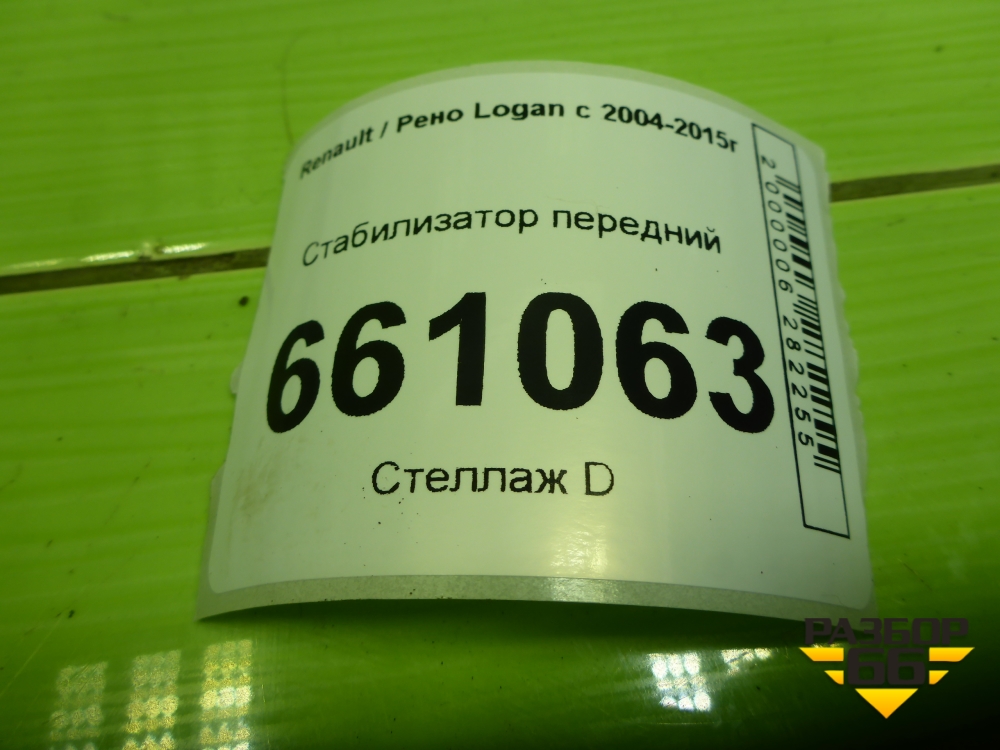 Renault / Рено Logan с 2004-2015г
Стабилизатор передний
661063
Стеллаж D
2000006282255
РАЗБОР
66